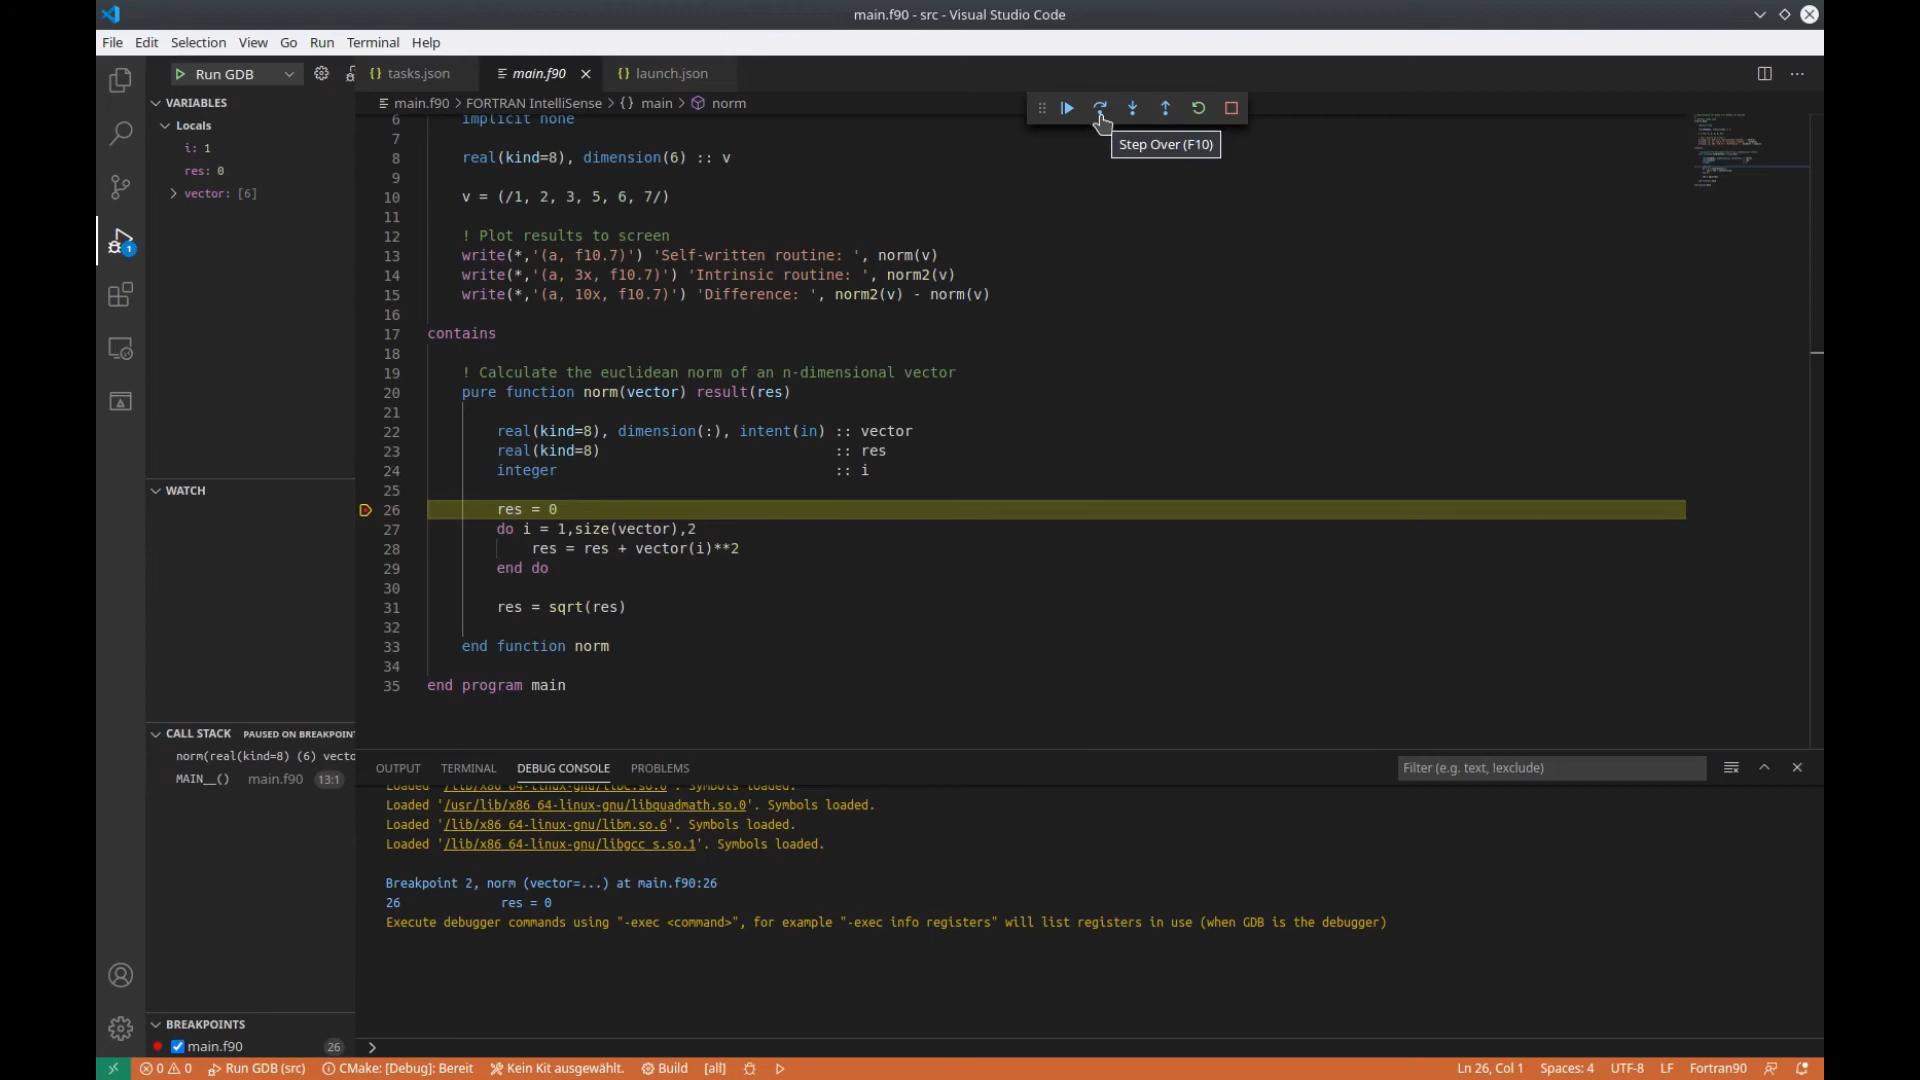 main.f90 - src - Visual Studio Code
File Edit Selection View Go Run Terminal Help
Run GDB
tasks.json main.f90 launch.json
main.f90 > FORTRAN IntelliSense > {} main > norm
Step Over (F10)
VARIABLES
Locals
i: 1
res: 0
vector: [6]
WATCH
CALL STACK PAUSED ON BREAKPOINT
norm(real(kind=8) (6) vecto
MAIN__() main.f90 13:1
BREAKPOINTS
main.f90 26
6 implicit none
7
8 real(kind=8), dimension(6) :: v
9
10 v = (/1, 2, 3, 5, 6, 7/)
11
12 ! Plot results to screen
13 write(*,'(a, f10.7)') 'Self-written routine: ', norm(v)
14 write(*,'(a, 3x, f10.7)') 'Intrinsic routine: ', norm2(v)
15 write(*,'(a, 10x, f10.7)') 'Difference: ', norm2(v) - norm(v)
16
17 contains
18
19 ! Calculate the euclidean norm of an n-dimensional vector
20 pure function norm(vector) result(res)
21
22 real(kind=8), dimension(:), intent(in) :: vector
23 real(kind=8) :: res
24 integer :: i
25
26 res = 0
27 do i = 1,size(vector),2
28 res = res + vector(i)**2
29 end do
30
31 res = sqrt(res)
32
33 end function norm
34
35 end program main
OUTPUT TERMINAL DEBUG CONSOLE PROBLEMS
Filter (e.g. text, !exclude)
Loaded '/lib/x86_64-linux-gnu/libc.so.6'. Symbols loaded.
Loaded '/usr/lib/x86_64-linux-gnu/libquadmath.so.0'. Symbols loaded.
Loaded '/lib/x86_64-linux-gnu/libm.so.6'. Symbols loaded.
Loaded '/lib/x86_64-linux-gnu/libgcc_s.so.1'. Symbols loaded.
Breakpoint 2, norm (vector=...) at main.f90:26
26 res = 0
Execute debugger commands using "-exec <command>", for example "-exec info registers" will list registers in use (when GDB is the debugger)
>
0 0 Run GDB (src) CMake: [Debug]: Bereit Kein Kit ausgewählt. Build [all] Ln 26, Col 1 Spaces: 4 UTF-8 LF Fortran90